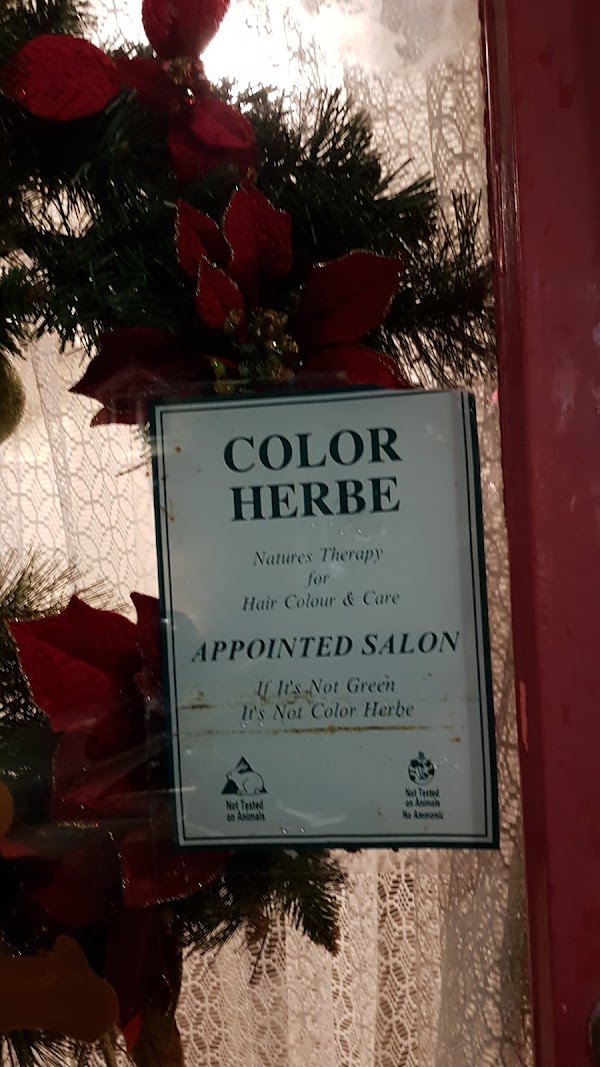 COLOR
HERBE
Natures Therapy
for
Hair Colour & Care
APPOINTED SALON
If It's Not Green
It's Not Color Herbe
Not Tested
on Animals
Not Tested
on Animals
No Ammonia